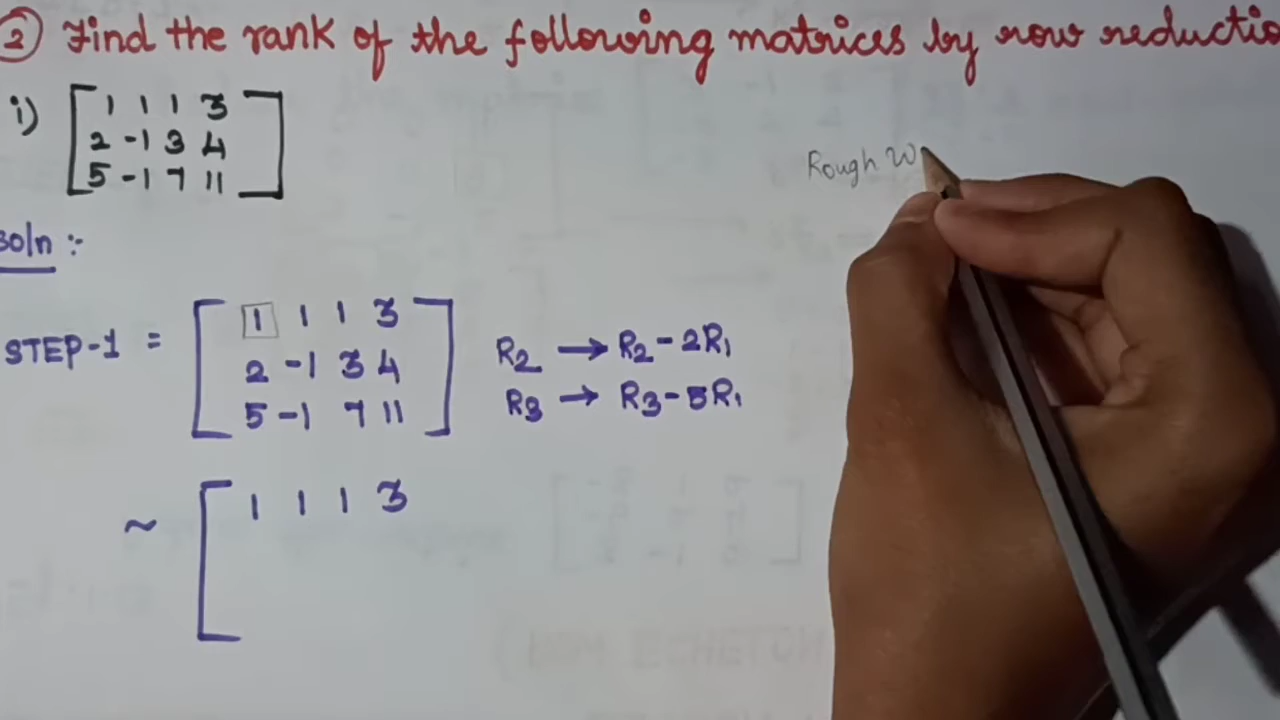 2 Find the rank of the following matrices by row reductio
i) 1 1 1 3
2 -1 3 4
5 -1 7 11
Soln :-
STEP-1 = 1 1 1 3
2 -1 3 4 R2 → R2 - 2R1
5 -1 7 11 R3 → R3 - 5R1
~ 1 1 1 3
Rough W